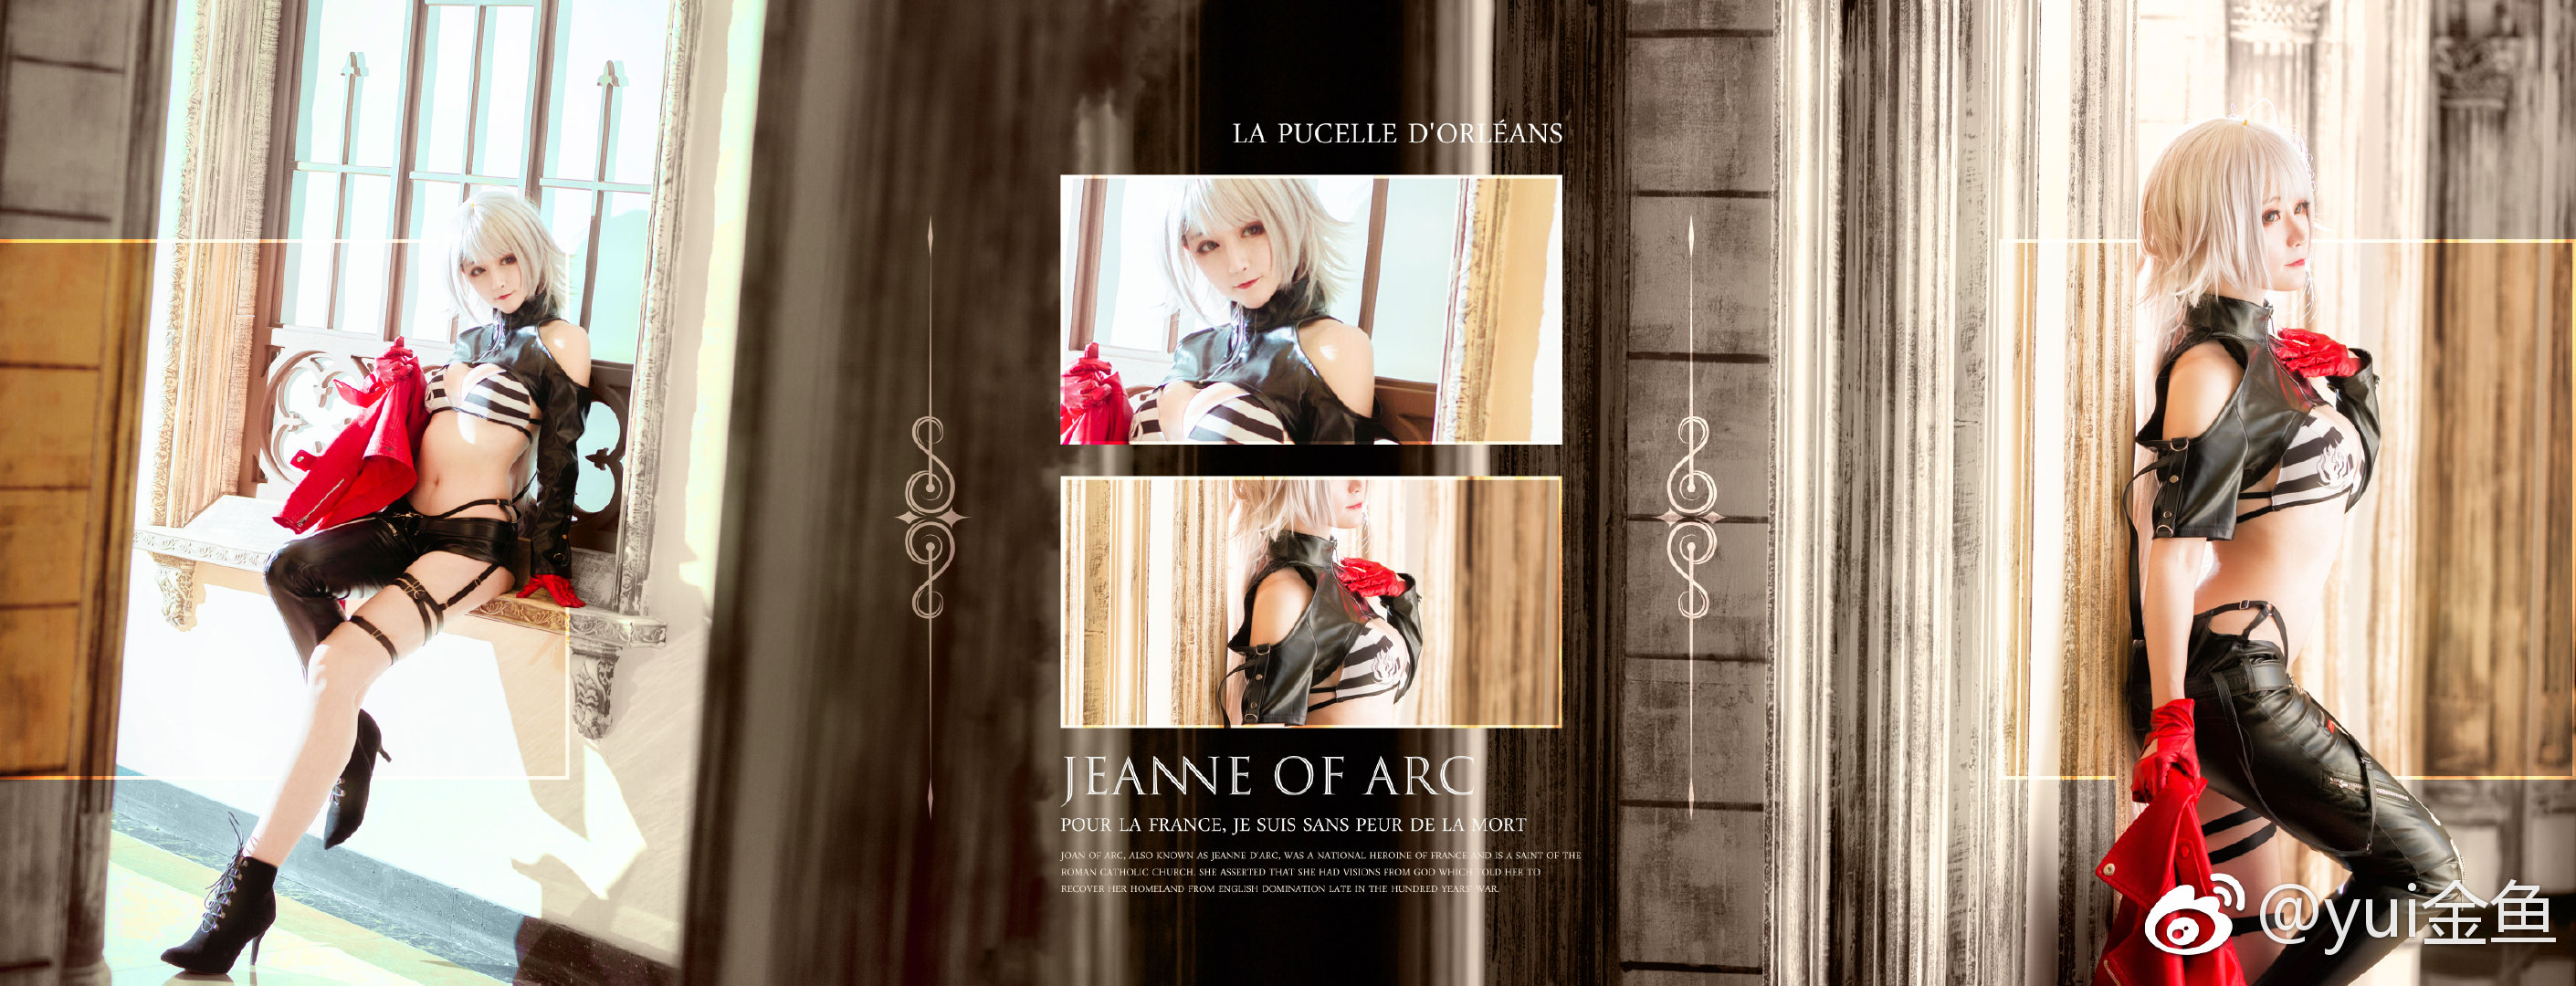 LA PUCELLE D'ORLÉANS
JEANNE OF ARC
POUR LA FRANCE, JE SUIS SANS PEUR DE LA MORT
JOAN OF ARC, ALSO KNOWN AS JEANNE D'ARC, WAS A NATIONAL HEROINE OF FRANCE AND IS A SAINT OF THE
ROMAN CATHOLIC CHURCH. SHE ASSERTED THAT SHE HAD VISIONS FROM GOD WHICH TOLD HER TO
RECOVER HER HOMELAND FROM ENGLISH DOMINATION LATE IN THE HUNDRED YEARS' WAR.
@yui金鱼